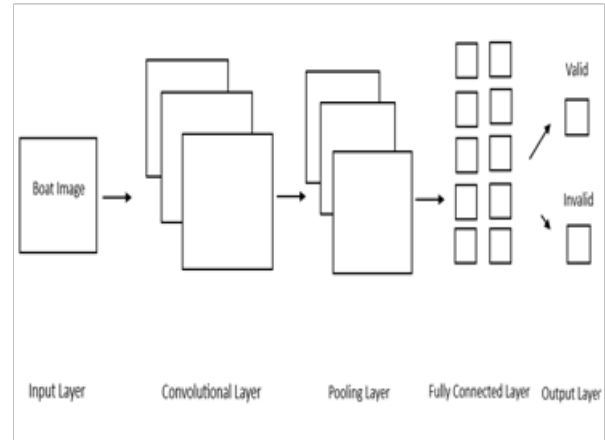 Boat Image
Valid
Invalid
Input Layer
Convolutional Layer
Pooling Layer
Fully Connected Layer
Output Layer